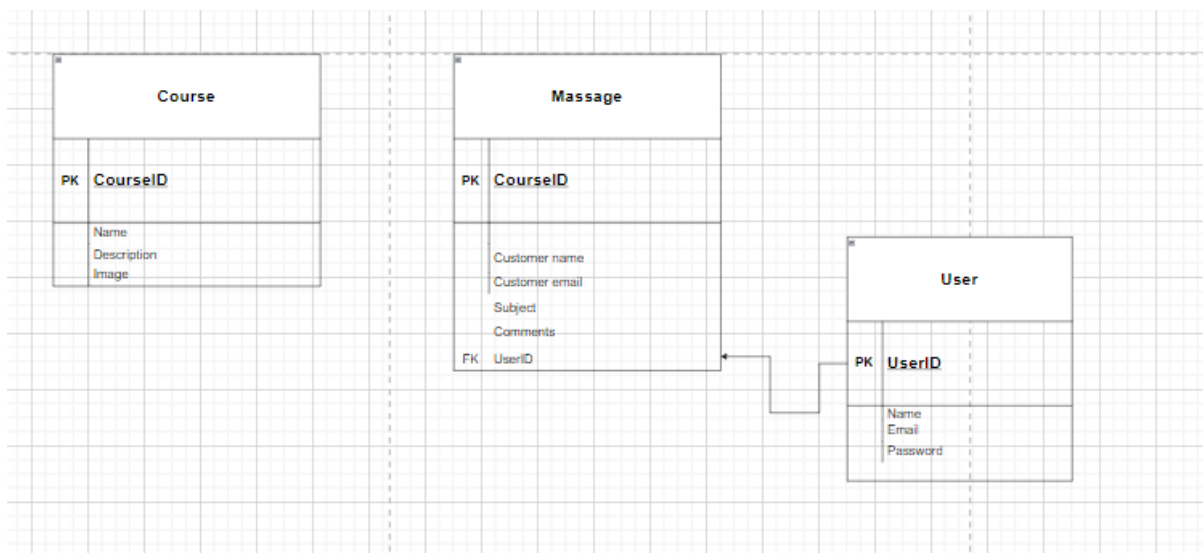 Course
PK CourseID
Name
Description
Image
Massage
PK CourseID
Customer name
Customer email
Subject
Comments
FK UserID
User
PK UserID
Name
Email
Password